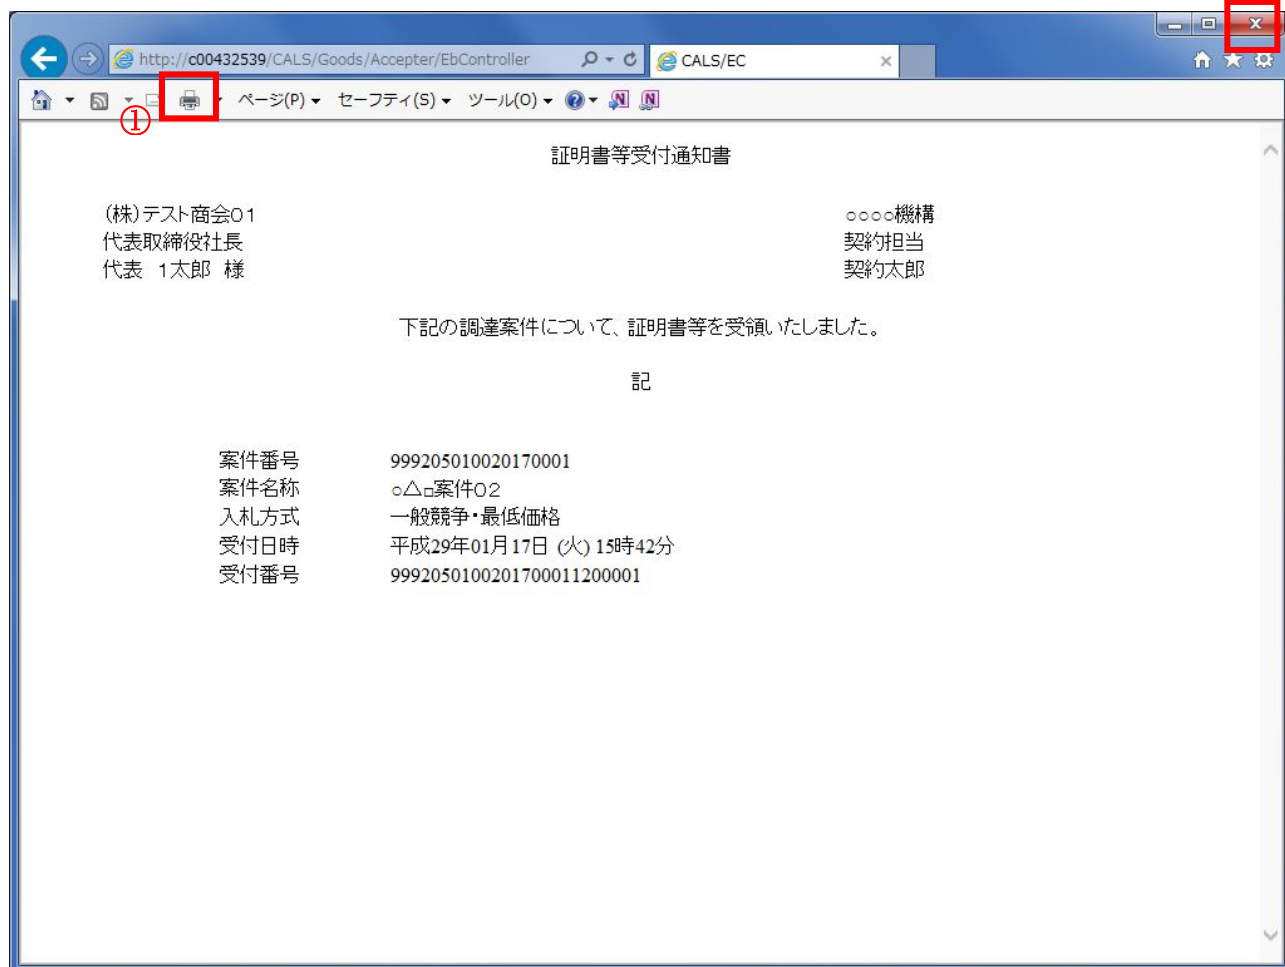 http://c00432539/CALS/Goods/Accepter/EbController
CALS/EC
ページ(P) セーフティ(S) ツール(O)
①
証明書等受付通知書
(株)テスト商会01
代表取締役社長
代表 1太郎 様
○○○○機構
契約担当
契約太郎
下記の調達案件について、証明書等を受領いたしました。
記
案件番号 999205010020170001
案件名称 ○△□案件02
入札方式 一般競争・最低価格
受付日時 平成29年01月17日 (火) 15時42分
受付番号 9992050100201700011200001